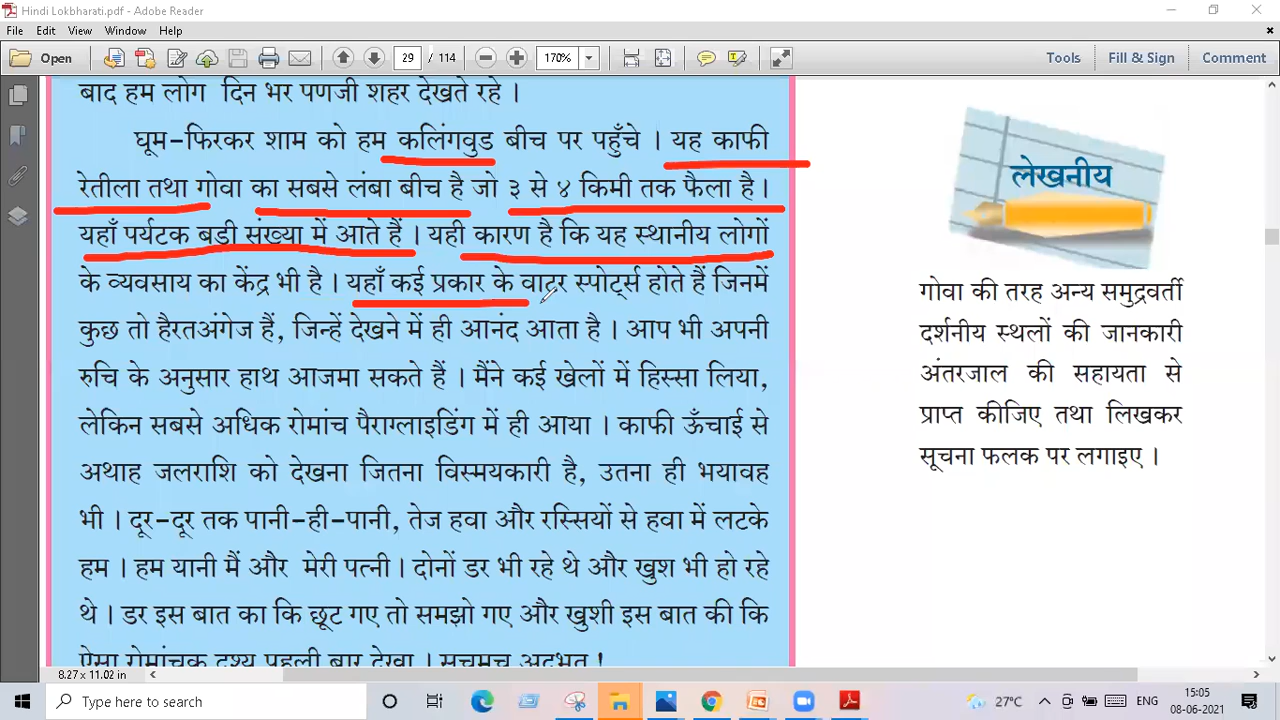 Hindi Lokbharati.pdf - Adobe Reader
File Edit View Window Help
Open 29 / 114 170% Tools Fill & Sign Comment
बाद हम लोग दिन भर पणजी शहर देखते रहे ।
घूम-फिरकर शाम को हम कलिंगवुड बीच पर पहुँचे । यह काफी
रेतीला तथा गोवा का सबसे लंबा बीच है जो ३ से ४ किमी तक फैला है ।
यहाँ पर्यटक बड़ी संख्या में आते हैं । यही कारण है कि यह स्थानीय लोगों
के व्यवसाय का केंद्र भी है । यहाँ कई प्रकार के वाटर स्पोर्ट्स होते हैं जिनमें
कुछ तो हैरतअंगेज हैं, जिन्हें देखने में ही आनंद आता है । आप भी अपनी
रुचि के अनुसार हाथ आजमा सकते हैं । मैंने कई खेलों में हिस्सा लिया,
लेकिन सबसे अधिक रोमांच पैराग्लाइडिंग में ही आया । काफी ऊँचाई से
अथाह जलराशि को देखना जितना विस्मयकारी है, उतना ही भयावह
भी । दूर-दूर तक पानी-ही-पानी, तेज हवा और रस्सियों से हवा में लटके
हम । हम यानी मैं और मेरी पत्नी । दोनों डर भी रहे थे और खुश भी हो रहे
थे । डर इस बात का कि छूट गए तो समझो गए और खुशी इस बात की कि
ऐसा रोमांचक दृश्य पहली बार देखा । सचमुच अद्भुत !
लेखनीय
गोवा की तरह अन्य समुद्रवर्ती
दर्शनीय स्थलों की जानकारी
अंतरजाल की सहायता से
प्राप्त कीजिए तथा लिखकर
सूचना फलक पर लगाइए ।
8.27 x 11.02 in
Type here to search 27°C ENG 15:05
08-06-2021